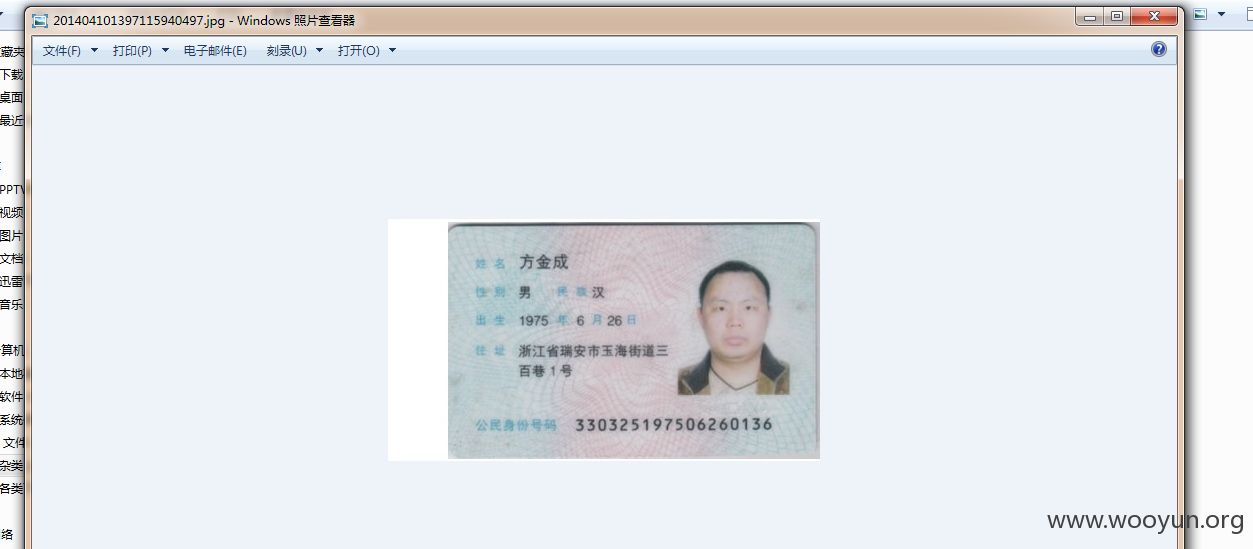 201404101397115940497.jpg - Windows 照片查看器
文件(F) 打印(P) 电子邮件(E) 刻录(U) 打开(O)
藏夹
下载
桌面
最近
PPTV
视频
图片
文档
迅雷
音乐
算机
本地
软件
系统
文件
杂类
各类
络
姓名 方金成
性别 男 民族 汉
出生 1975 年 6 月 26 日
住址 浙江省瑞安市玉海街道三
百巷1号
公民身份号码 330325197506260136
www.wooyun.org